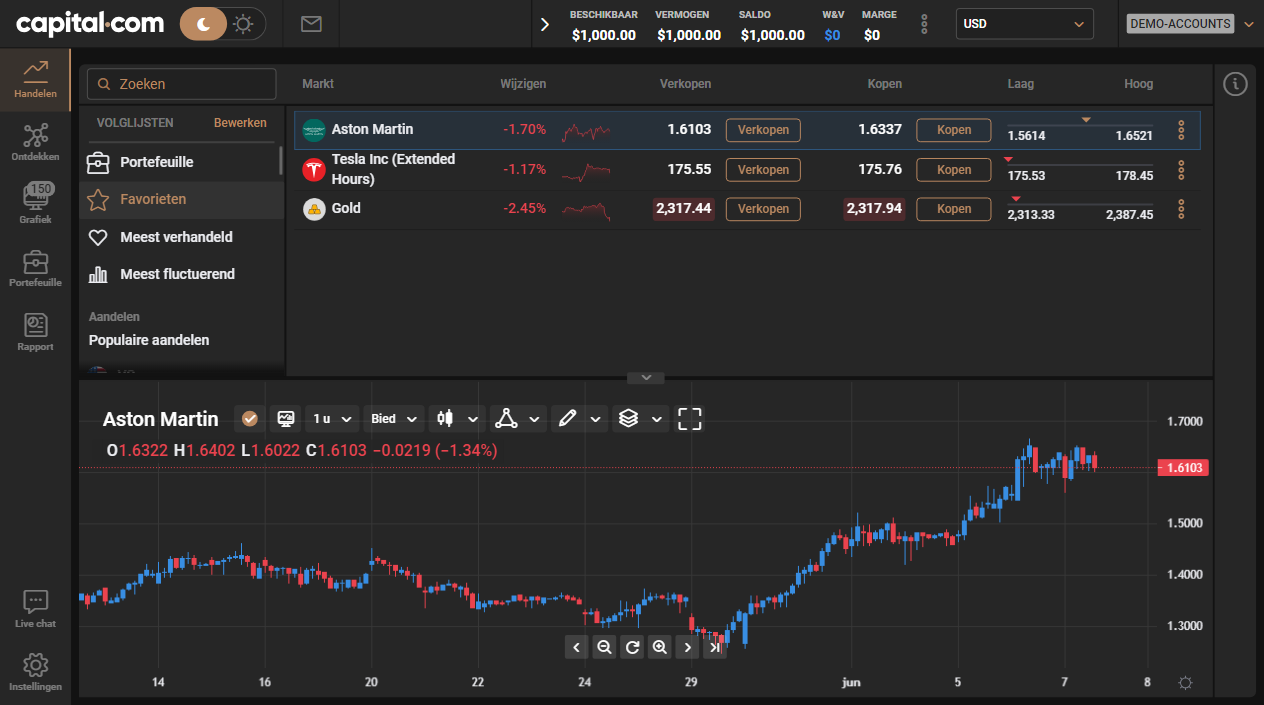 capital.com
BESCHIKBAAR VERMOGEN SALDO W&V MARGE
$1,000.00 $1,000.00 $1,000.00 $0 $0
USD
DEMO-ACCOUNTS
Handelen
Ontdekken
150
Grafiek
Portefeuille
Rapport
Live chat
Instellingen
Zoeken
VOLGLIJSTEN Bewerken
Portefeuille
Favorieten
Meest verhandeld
Meest fluctuerend
Aandelen
Populaire aandelen
Markt Wijzigen Verkopen Kopen Laag Hoog
Aston Martin -1.70% 1.6103 Verkopen 1.6337 Kopen 1.5614 1.6521
Tesla Inc (Extended
Hours) -1.17% 175.55 Verkopen 175.76 Kopen 175.53 178.45
Gold -2.45% 2,317.44 Verkopen 2,317.94 Kopen 2,313.33 2,387.45
Aston Martin 1 u Bied
O1.6322 H1.6402 L1.6022 C1.6103 −0.0219 (−1.34%)
1.7000
1.6103
1.5000
1.4000
1.3000
14 16 20 22 24 29 jun 5 7 8